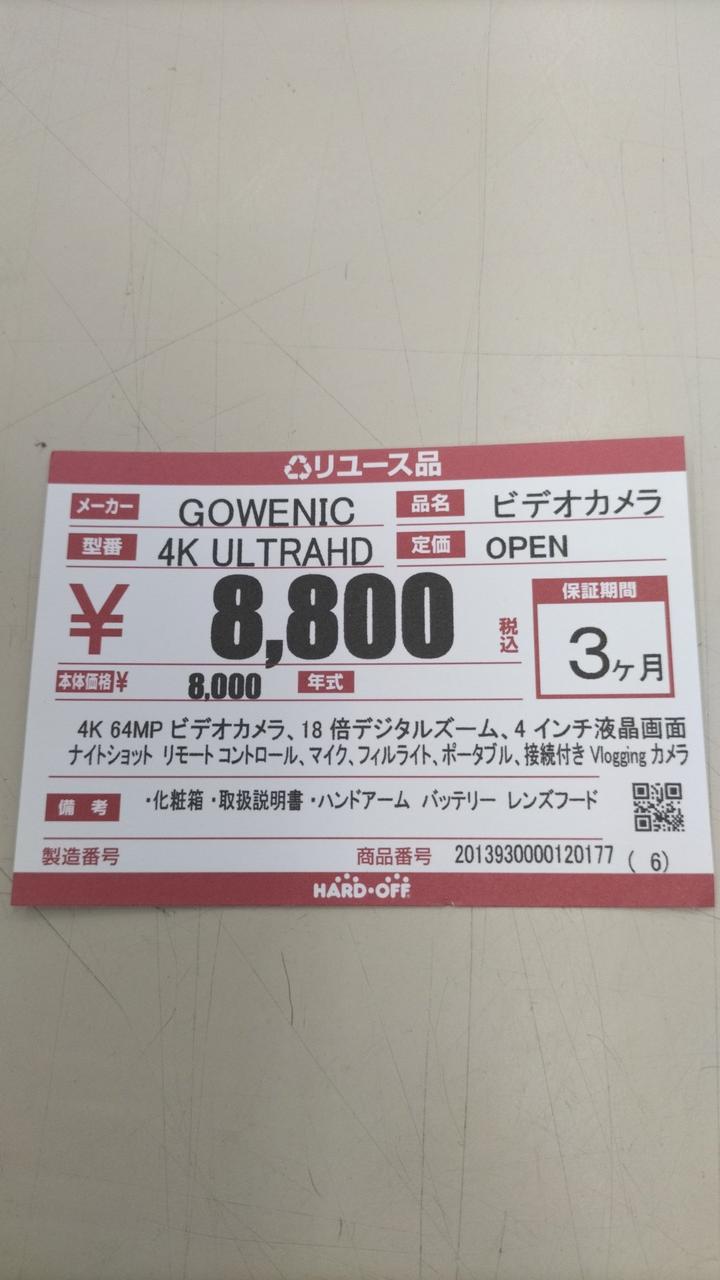 リユース品
メーカー GOWENIC 品名 ビデオカメラ
型番 4K ULTRAHD 定価 OPEN
¥ 8,800 税込 保証期間 3ヶ月
本体価格¥ 8,000 年式
4K 64MP ビデオカメラ、18 倍デジタルズーム、4 インチ液晶画面
ナイトショット リモートコントロール、マイク、フィルライト、ポータブル、接続付き Vlogging カメラ
備考 ・化粧箱・取扱説明書・ハンドアーム バッテリー レンズフード
製造番号 商品番号 2013930000120177 ( 6)
HARD・OFF